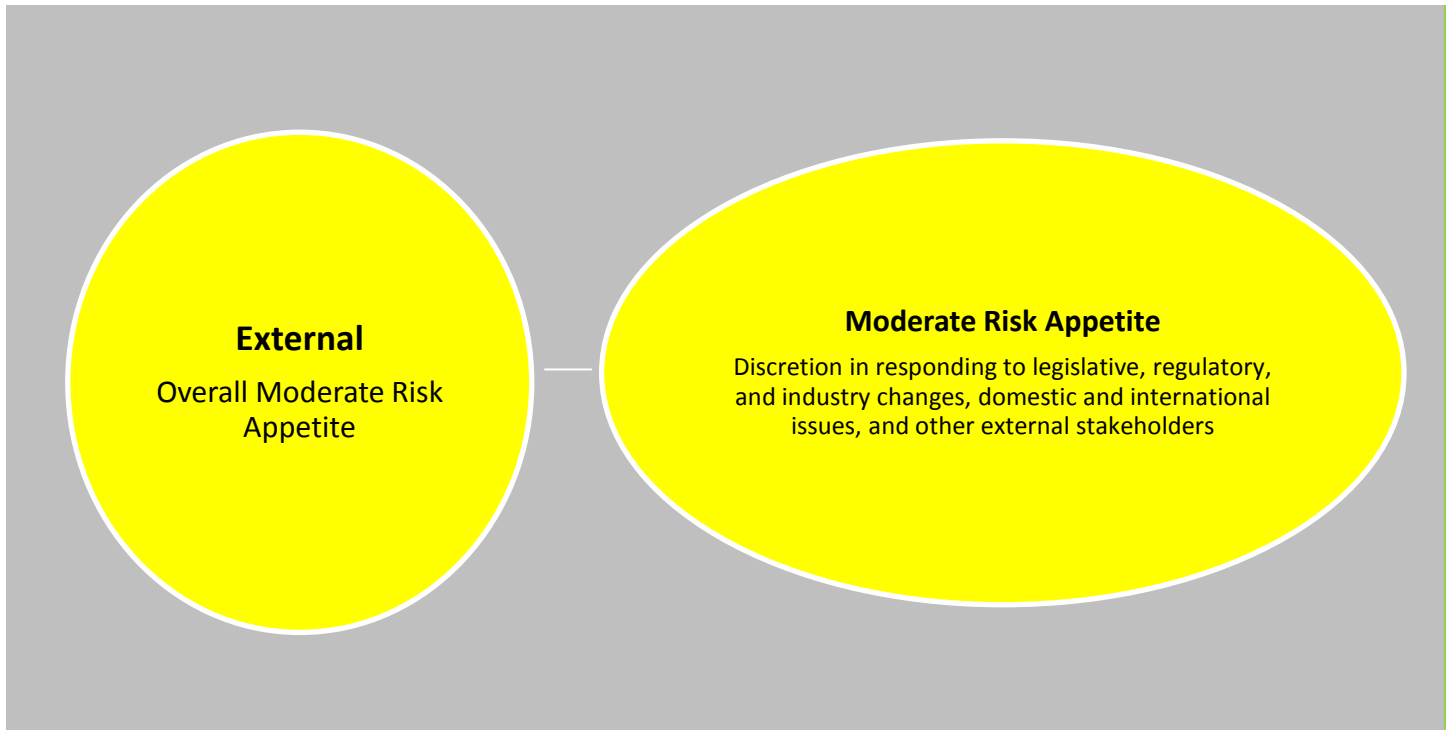 External
Overall Moderate Risk
Appetite
Moderate Risk Appetite
Discretion in responding to legislative, regulatory,
and industry changes, domestic and international
issues, and other external stakeholders